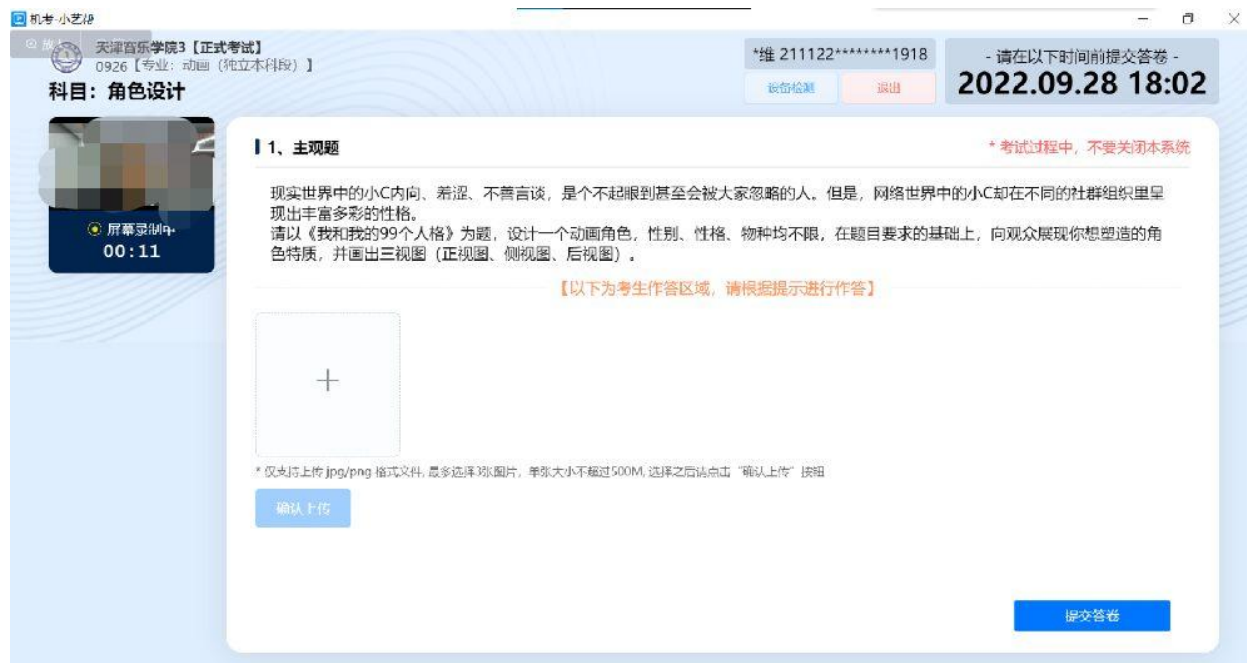 机考-小艺帮
天津音乐学院3【正式考试】
0926【专业：动画（独立本科段）】
科目：角色设计
*维 211122********1918
设备检测
退出
- 请在以下时间前提交答卷 -
2022.09.28 18:02
屏幕录制中
00:11
1、主观题
* 考试过程中，不要关闭本系统
现实世界中的小C内向、羞涩、不善言谈，是个不起眼到甚至会被大家忽略的人。但是，网络世界中的小C却在不同的社群组织里呈
现出丰富多彩的性格。
请以《我和我的99个人格》为题，设计一个动画角色，性别、性格、物种均不限，在题目要求的基础上，向观众展现你想塑造的角
色特质，并画出三视图（正视图、侧视图、后视图）.
【以下为考生作答区域，请根据提示进行作答】
* 仅支持上传 jpg/png 格式文件, 最多选择3张图片，单张大小不超过500M, 选择之后请点击“确认上传”按钮
确认上传
提交答卷